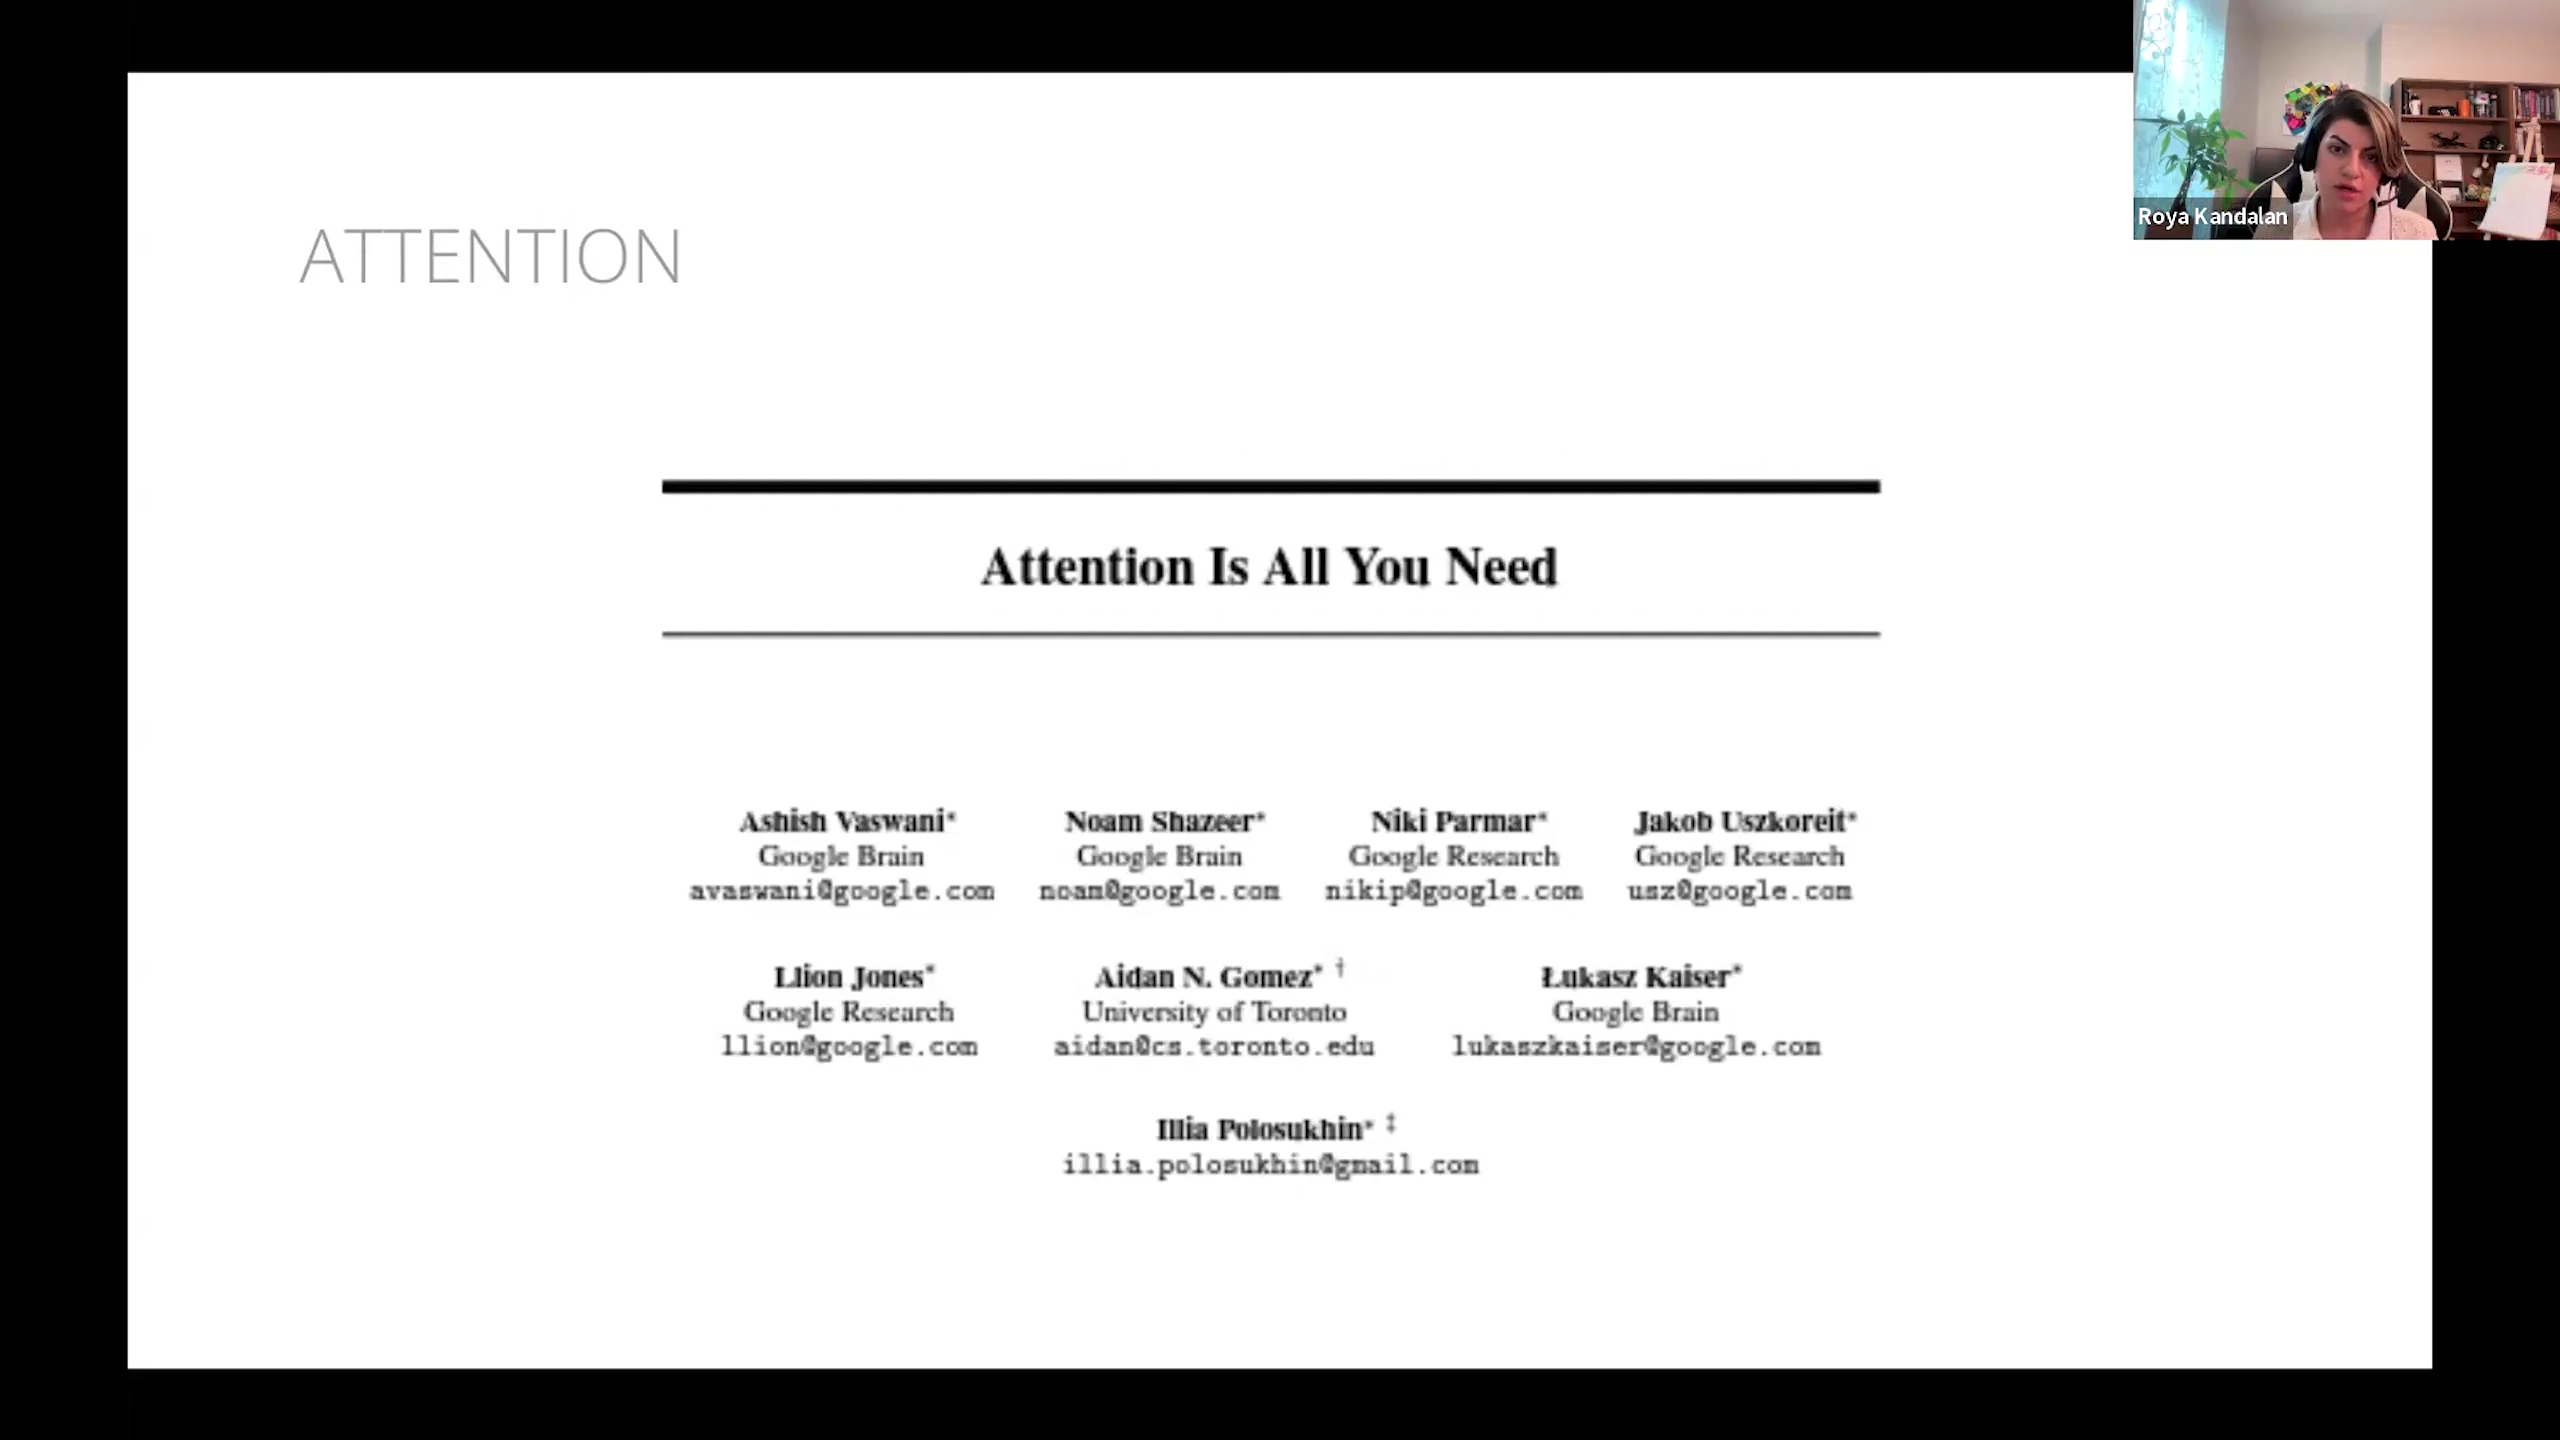 Roya Kandalan
ATTENTION
Attention Is All You Need
Ashish Vaswani* Noam Shazeer* Niki Parmar* Jakob Uszkoreit*
Google Brain Google Brain Google Research Google Research
avaswani@google.com noam@google.com nikip@google.com usz@google.com
Llion Jones* Aidan N. Gomez* † Łukasz Kaiser*
Google Research University of Toronto Google Brain
llion@google.com aidan@cs.toronto.edu lukaszkaiser@google.com
Illia Polosukhin* ‡
illia.polosukhin@gmail.com